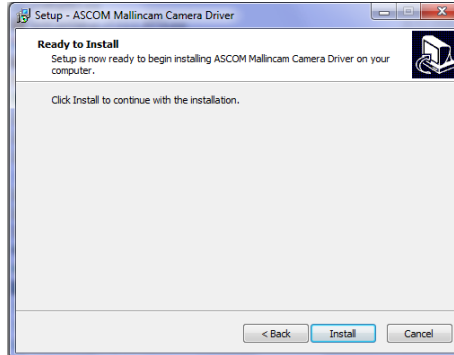 Setup - ASCOM Mallincam Camera Driver
Ready to Install
Setup is now ready to begin installing ASCOM Mallincam Camera Driver on your
computer.
Click Install to continue with the installation.
< Back
Install
Cancel